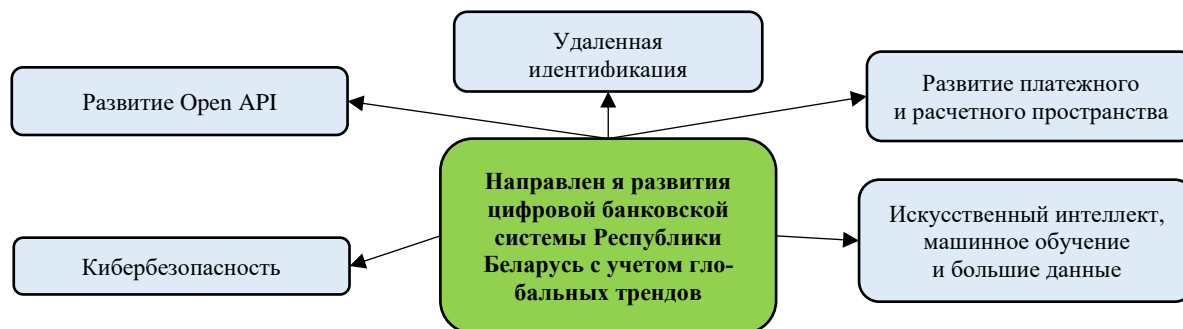 Удаленная
идентификация
Развитие Open API
Развитие платежного
и расчетного пространства
Направлен я развития
цифровой банковской
системы Республики
Беларусь с учетом гло-
бальных трендов
Кибербезопасность
Искусственный интеллект,
машинное обучение
и большие данные